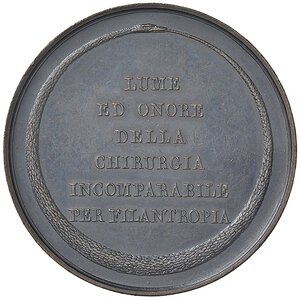 LUME
ED ONORE
DELLA
CHIRURGIA
INCOMPARABILE
PER FILANTROPIA